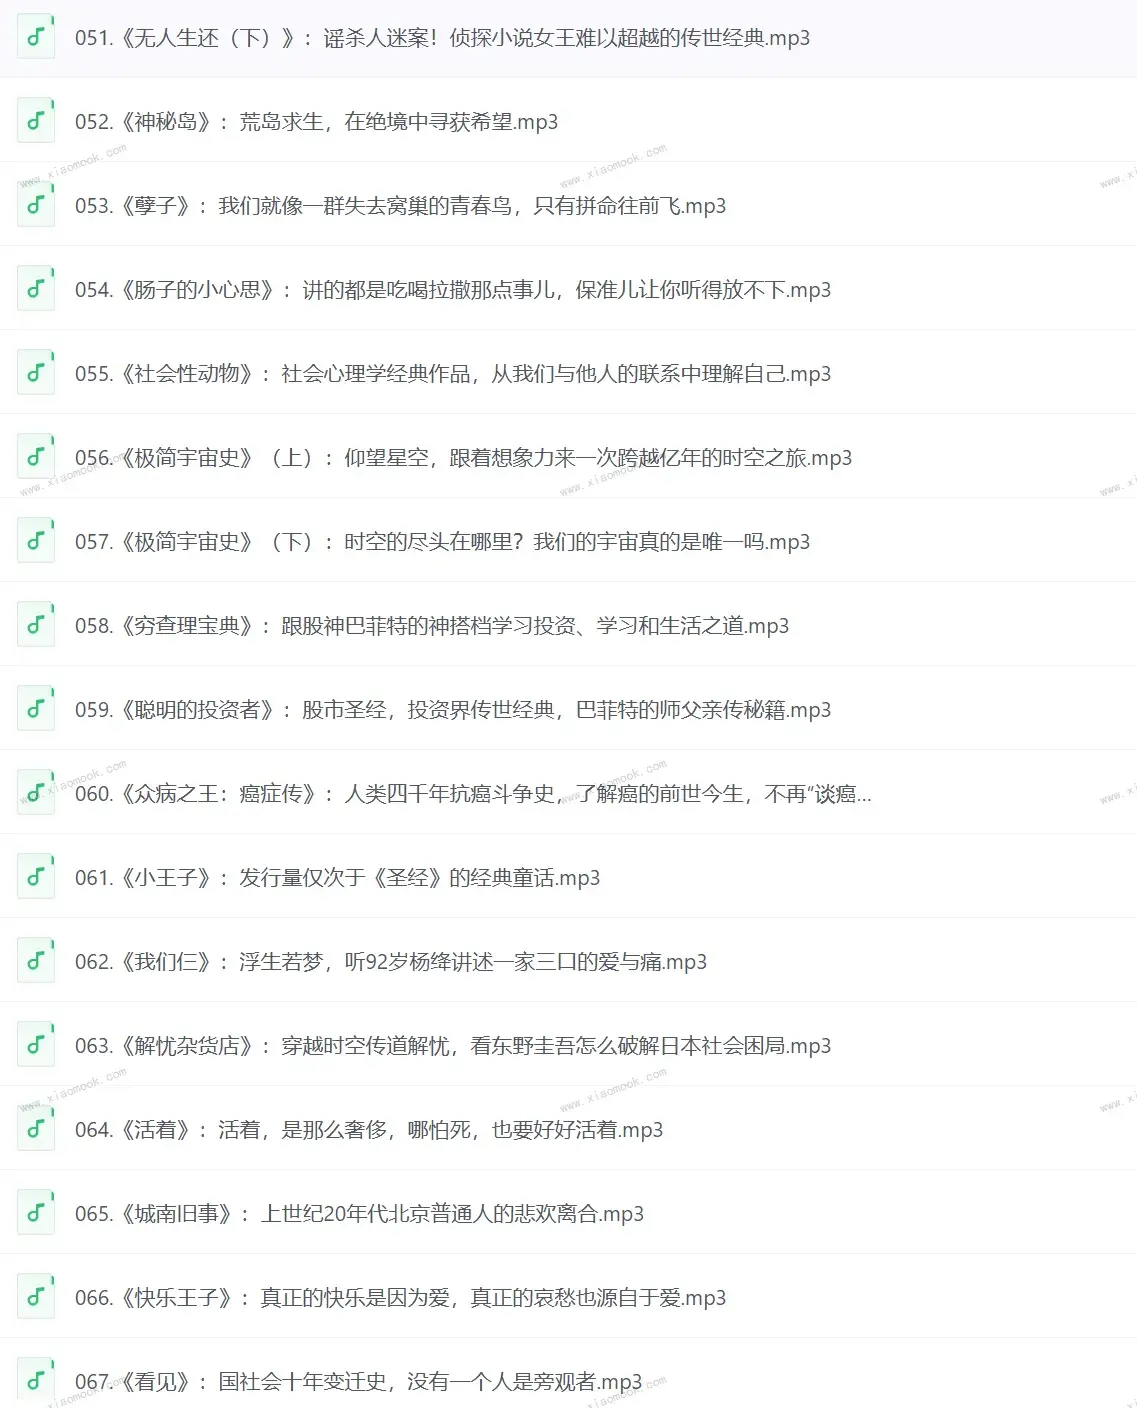 051.《无人生还（下）》：谣杀人迷案！侦探小说女王难以超越的传世经典.mp3
052.《神秘岛》：荒岛求生，在绝境中寻获希望.mp3
www.xiaomook.com
www.xiaomook.com
053.《孽子》：我们就像一群失去窝巢的青春鸟，只有拼命往前飞.mp3
054.《肠子的小心思》：讲的都是吃喝拉撒那点事儿，保准儿让你听得放不下.mp3
055.《社会性动物》：社会心理学经典作品，从我们与他人的联系中理解自己.mp3
056.《极简宇宙史》（上）：仰望星空，跟着想象力来一次跨越亿年的时空之旅.mp3
www.xiaomook.com
www.xiaomook.com
057.《极简宇宙史》（下）：时空的尽头在哪里？我们的宇宙真的是唯一吗.mp3
058.《穷查理宝典》：跟股神巴菲特的神搭档学习投资、学习和生活之道.mp3
059.《聪明的投资者》：股市圣经，投资界传世经典，巴菲特的师父亲传秘籍.mp3
www.xiaomook.com
www.xiaomook.com
060.《众病之王：癌症传》：人类四千年抗癌斗争史，了解癌的前世今生，不再“谈癌...
061.《小王子》：发行量仅次于《圣经》的经典童话.mp3
062.《我们仨》：浮生若梦，听92岁杨绛讲述一家三口的爱与痛.mp3
063.《解忧杂货店》：穿越时空传道解忧，看东野圭吾怎么破解日本社会困局.mp3
www.xiaomook.com
www.xiaomook.com
064.《活着》：活着，是那么奢侈，哪怕死，也要好好活着.mp3
065.《城南旧事》：上世纪20年代北京普通人的悲欢离合.mp3
066.《快乐王子》：真正的快乐是因为爱，真正的哀愁也源自于爱.mp3
067.《看见》：国社会十年变迁史，没有一个人是旁观者.mp3